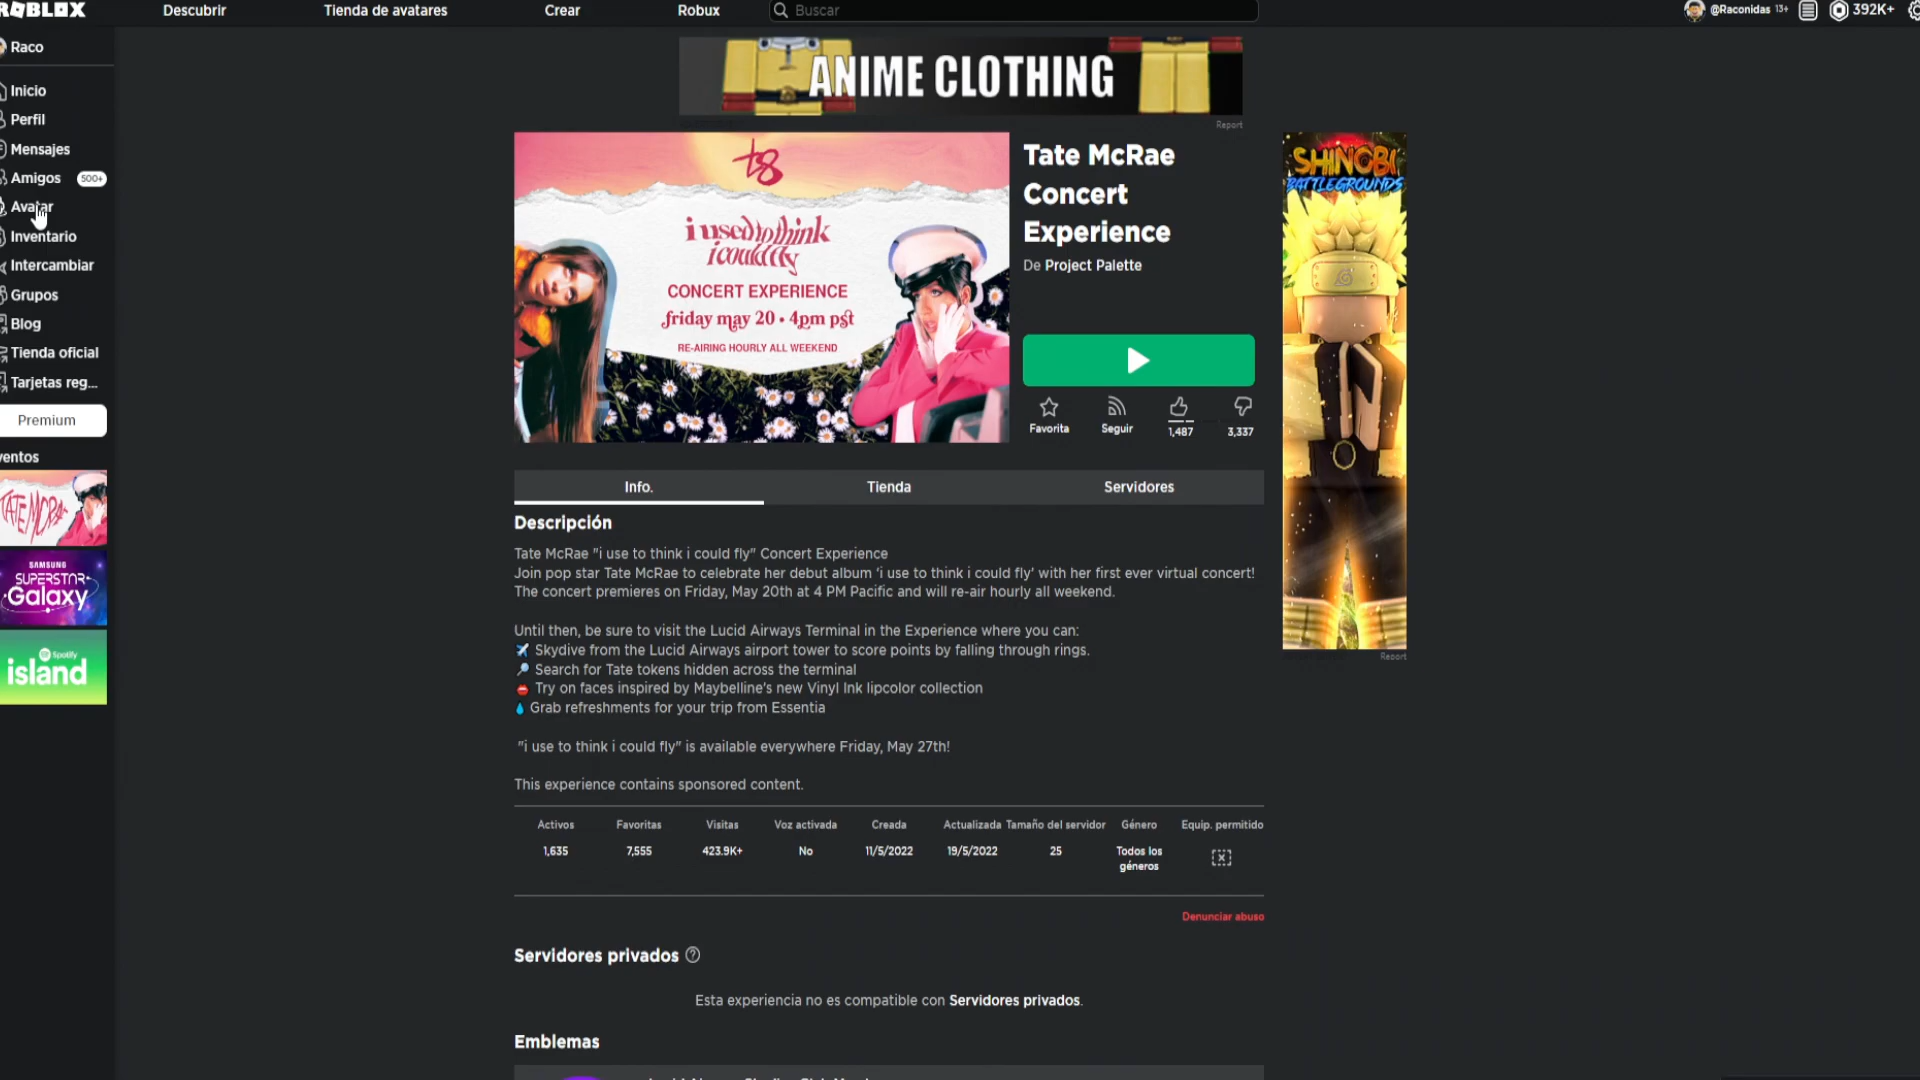 ROBLOX
Descubrir
Tienda de avatares
Crear
Robux
Buscar
@Raconidas 13+
392K+
Raco
Inicio
Perfil
Mensajes
Amigos 500+
Avatar
Inventario
Intercambiar
Grupos
Blog
Tienda oficial
Tarjetas reg...
Premium
ventos
TATE MCRAE
SAMSUNG
SUPERSTAR
Galaxy
Spotify
island
ANIME CLOTHING
Report
t8
i used to think
i could fly
CONCERT EXPERIENCE
friday may 20 • 4pm pst
RE-AIRING HOURLY ALL WEEKEND
Tate McRae
Concert
Experience
De Project Palette
Favorita
Seguir
1,487
3,337
SHINOBI
BATTLEGROUNDS
Report
Info.
Tienda
Servidores
Descripción
Tate McRae "i use to think i could fly" Concert Experience
Join pop star Tate McRae to celebrate her debut album 'i use to think i could fly' with her first ever virtual concert!
The concert premieres on Friday, May 20th at 4 PM Pacific and will re-air hourly all weekend.
Until then, be sure to visit the Lucid Airways Terminal in the Experience where you can:
✈️ Skydive from the Lucid Airways airport tower to score points by falling through rings.
🔎 Search for Tate tokens hidden across the terminal
👄 Try on faces inspired by Maybelline's new Vinyl Ink lipcolor collection
💧 Grab refreshments for your trip from Essentia
"i use to think i could fly" is available everywhere Friday, May 27th!
This experience contains sponsored content.
Activos Favoritas Visitas Voz activada Creada Actualizada Tamaño del servidor Género Equip. permitido
1,635 7,555 423.9K+ No 11/5/2022 19/5/2022 25 Todos los
géneros
Denunciar abuso
Servidores privados
Esta experiencia no es compatible con Servidores privados.
Emblemas